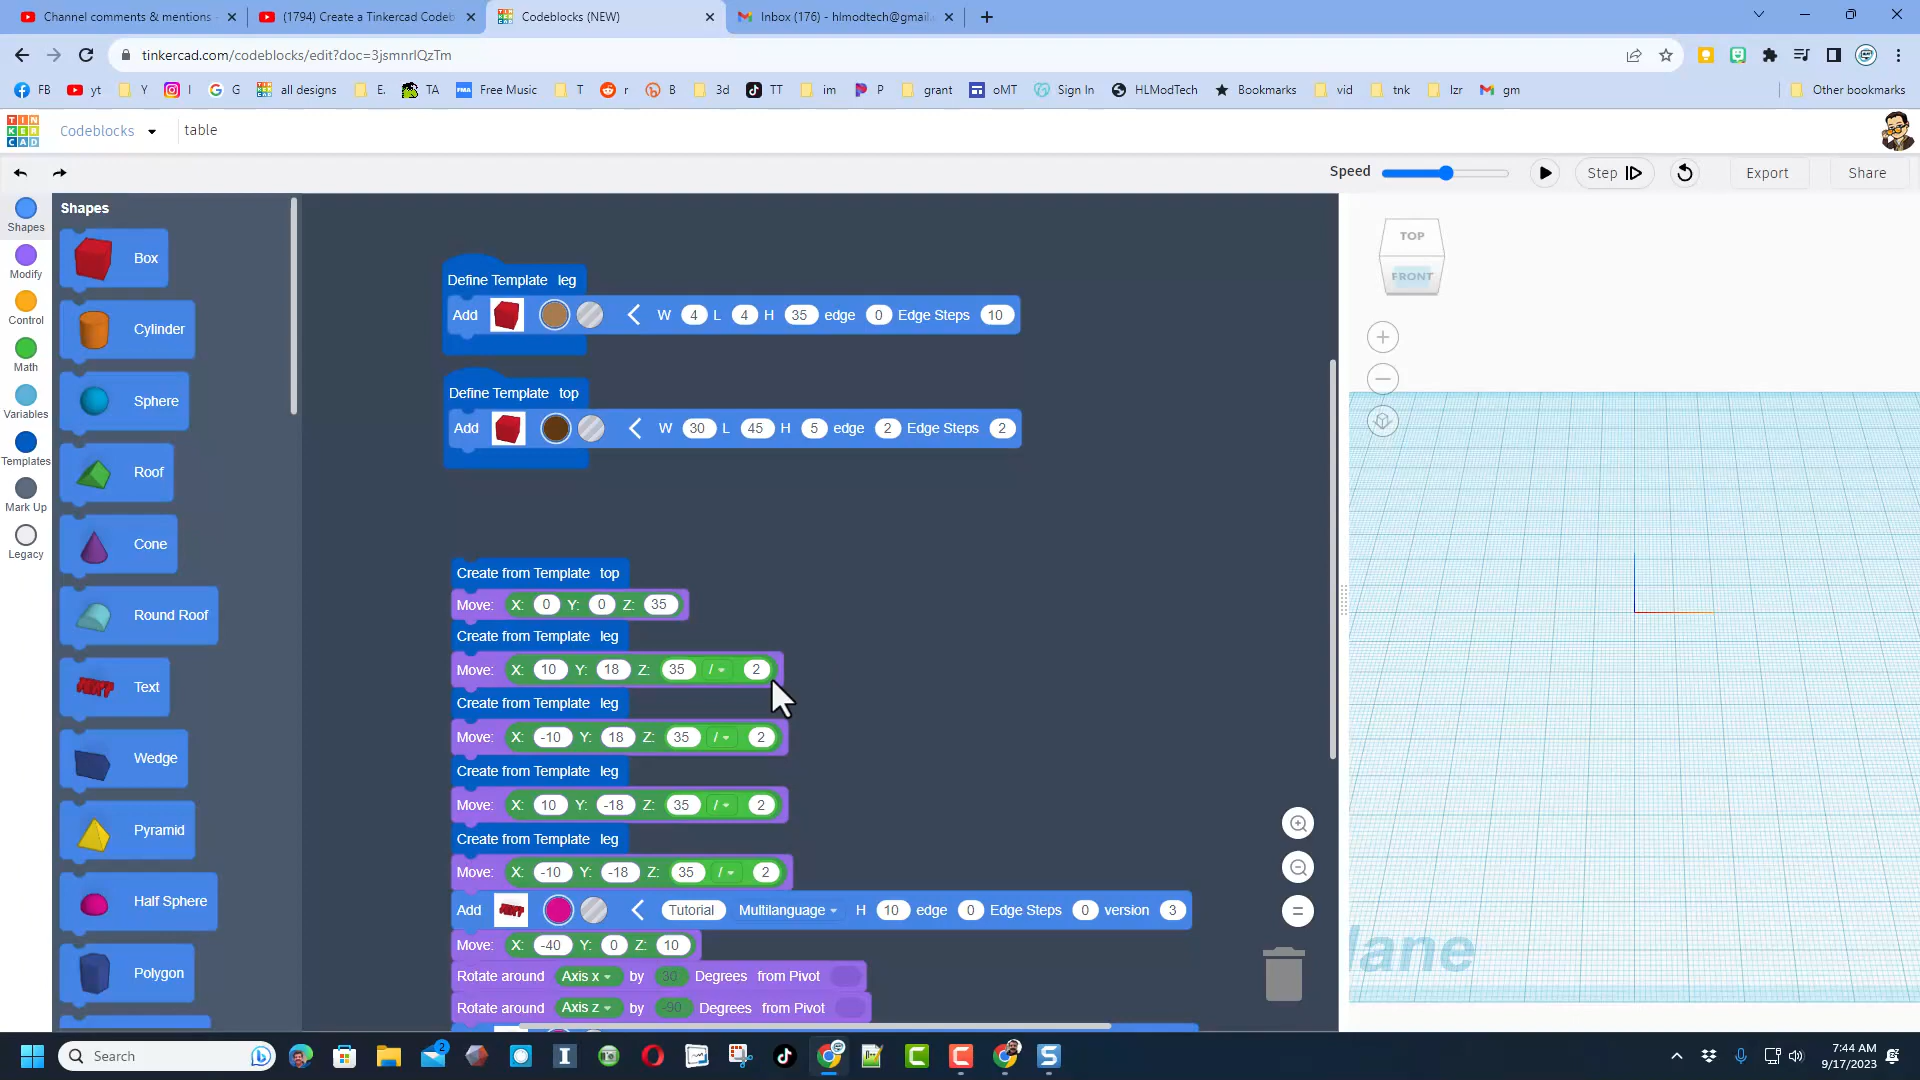 Channel comments & mentions
(1794) Create a Tinkercad Codeb
Codeblocks (NEW)
Inbox (176) - hlmodtech@gmail.
tinkercad.com/codeblocks/edit?doc=3jsmnrIQzTm
FB yt Y I G all designs E. TA Free Music T r B 3d TT im P grant oMT Sign In HLModTech Bookmarks vid tnk lzr gm Other bookmarks
Codeblocks table
Speed Step Export Share
Shapes
Modify
Control
Math
Variables
Templates
Mark Up
Legacy
Shapes
Box
Cylinder
Sphere
Roof
Cone
Round Roof
Text
Wedge
Pyramid
Half Sphere
Polygon
Define Template leg
Add W 4 L 4 H 35 edge 0 Edge Steps 10
Define Template top
Add W 30 L 45 H 5 edge 2 Edge Steps 2
Create from Template top
Move: X: 0 Y: 0 Z: 35
Create from Template leg
Move: X: 10 Y: 18 Z: 35 / 2
Create from Template leg
Move: X: -10 Y: 18 Z: 35 / 2
Create from Template leg
Move: X: 10 Y: -18 Z: 35 / 2
Create from Template leg
Move: X: -10 Y: -18 Z: 35 / 2
Add TEXT Tutorial Multilanguage H 10 edge 0 Edge Steps 0 version 3
Move: X: -40 Y: 0 Z: 10
Rotate around Axis x by 30 Degrees from Pivot
Rotate around Axis z by -90 Degrees from Pivot
TOP
FRONT
lane
Search
2
7:44 AM
9/17/2023